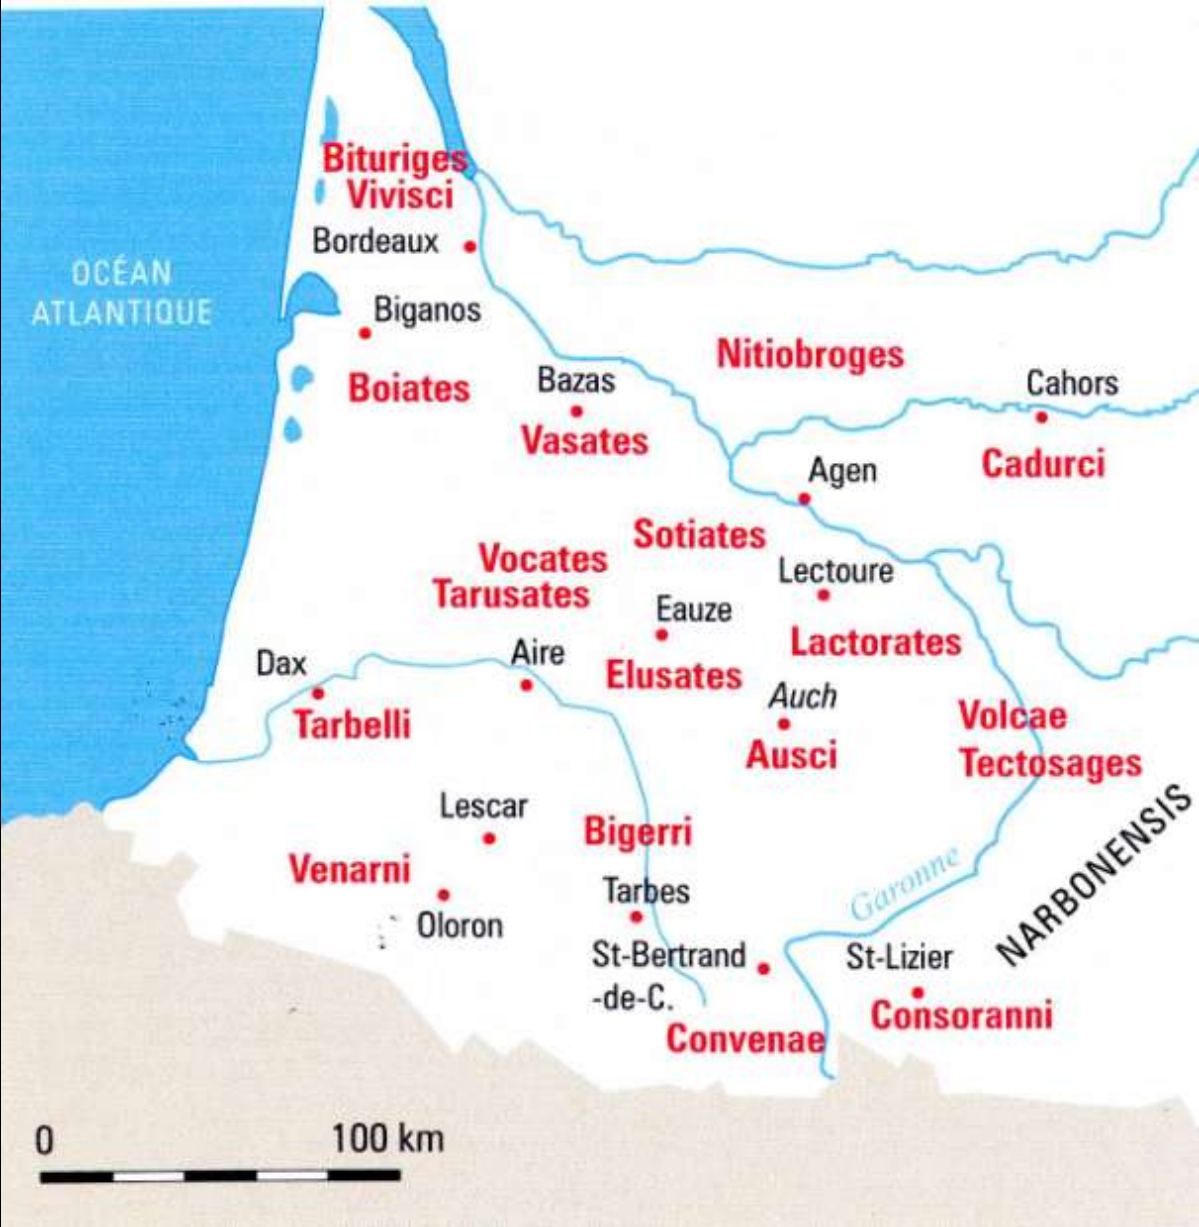 Bituriges
Vivisci
Bordeaux
OCÉAN
ATLANTIQUE
Biganos
Nitiobroges
Boiates
Bazas
Cahors
Vasates
Cadurci
Agen
Sotiates
Vocates
Tarusates
Lectoure
Eauze
Lactorates
Dax
Aire
Elusates
Auch
Tarbelli
Volcae
Tectosages
Ausci
Lescar
Bigerri
NARBONENSIS
Venarni
Garonne
Tarbes
Oloron
St-Bertrand
-de-C.
St-Lizier
Consoranni
Convenae
0 100 km